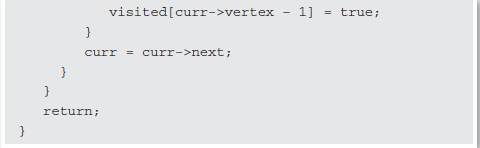 visited[curr->vertex - 1] = true;
}
curr = curr->next;
}
}
return;
}